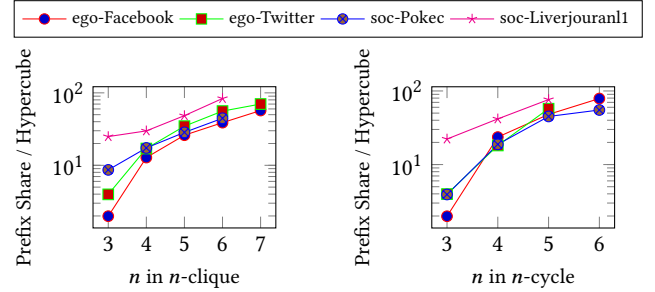 ego-Facebook ego-Twitter soc-Pokec soc-Liverjouranl1
Prefix Share / Hypercube
10^2
10^1
3 4 5 6 7
n in n-clique
Prefix Share / Hypercube
10^2
10^1
3 4 5 6
n in n-cycle